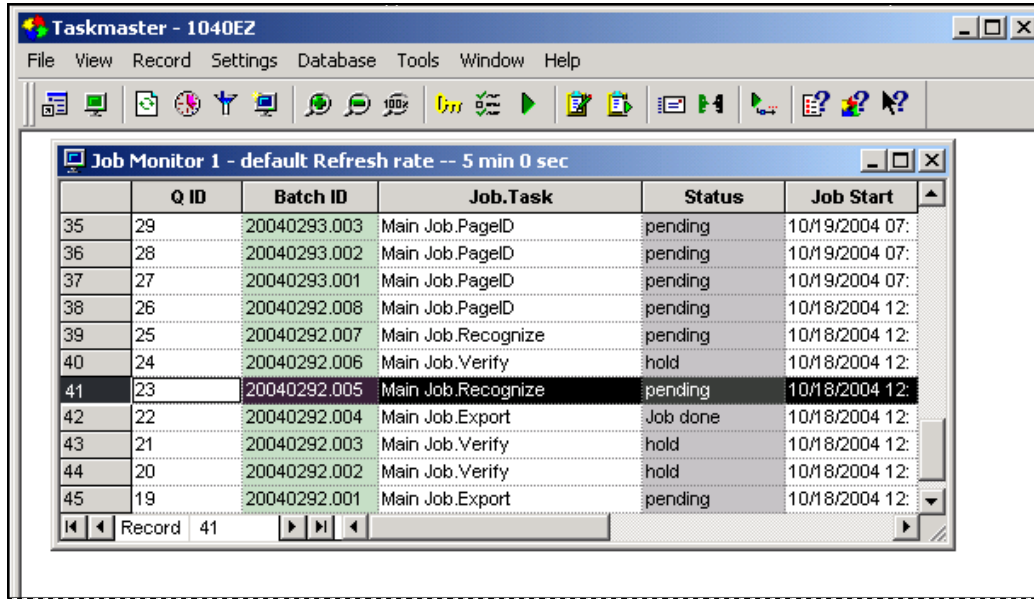 Taskmaster - 1040EZ
File View Record Settings Database Tools Window Help
100%
Job Monitor 1 - default Refresh rate -- 5 min 0 sec
Q ID Batch ID Job.Task Status Job Start
35 29 20040293.003 Main Job.PageID pending 10/19/2004 07:
36 28 20040293.002 Main Job.PageID pending 10/19/2004 07:
37 27 20040293.001 Main Job.PageID pending 10/19/2004 07:
38 26 20040292.008 Main Job.PageID pending 10/18/2004 12:
39 25 20040292.007 Main Job.Recognize pending 10/18/2004 12:
40 24 20040292.006 Main Job.Verify hold 10/18/2004 12:
41 23 20040292.005 Main Job.Recognize pending 10/18/2004 12:
42 22 20040292.004 Main Job.Export Job done 10/18/2004 12:
43 21 20040292.003 Main Job.Verify hold 10/18/2004 12:
44 20 20040292.002 Main Job.Verify hold 10/18/2004 12:
45 19 20040292.001 Main Job.Export pending 10/18/2004 12:
Record 41